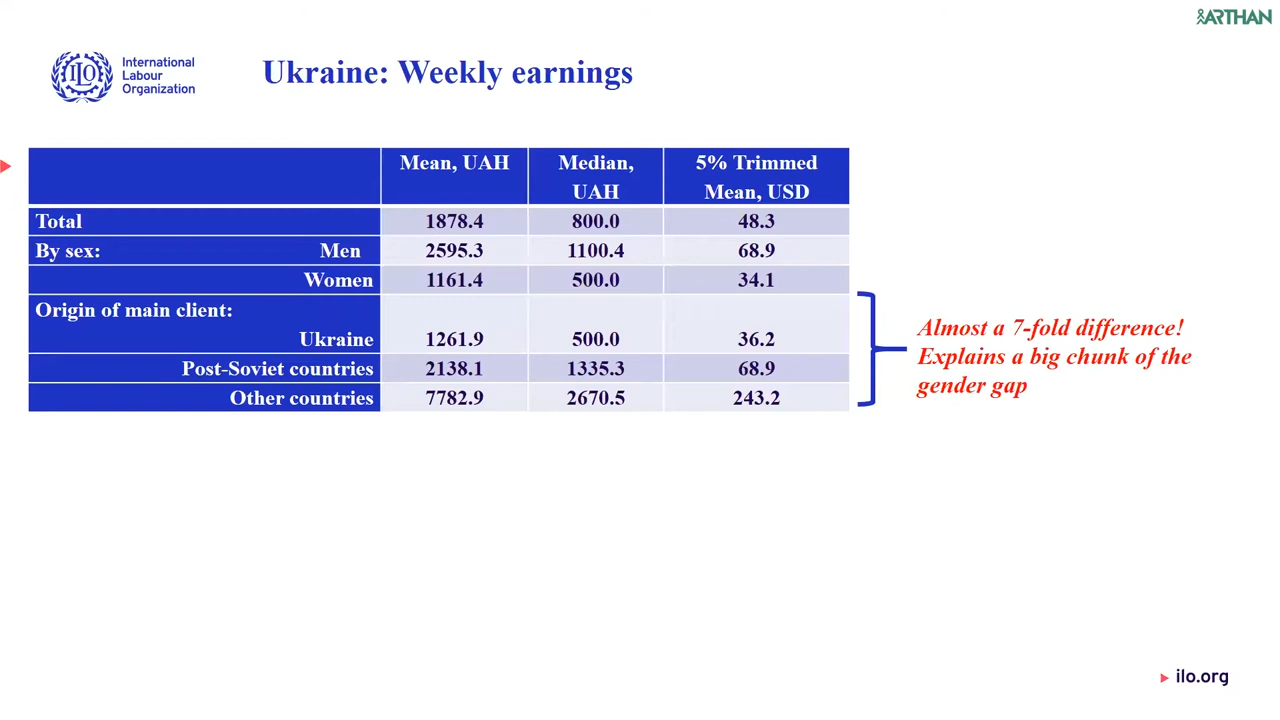 ARTHAN
International
Labour
Organization
Ukraine: Weekly earnings
Mean, UAH Median, UAH 5% Trimmed Mean, USD
Total 1878.4 800.0 48.3
By sex: Men 2595.3 1100.4 68.9
Women 1161.4 500.0 34.1
Origin of main client:
Ukraine 1261.9 500.0 36.2
Post-Soviet countries 2138.1 1335.3 68.9
Other countries 7782.9 2670.5 243.2
Almost a 7-fold difference!
Explains a big chunk of the
gender gap
ilo.org